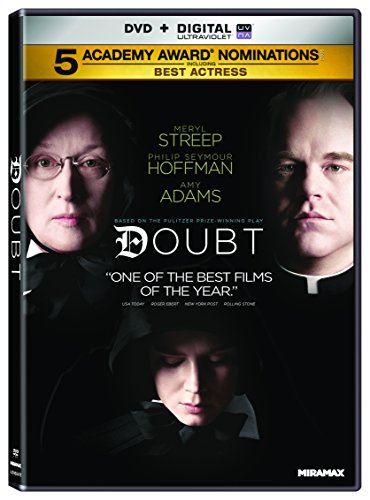 DVD + DIGITAL ULTRAVIOLET UV
5 ACADEMY AWARD® NOMINATIONS
INCLUDING
BEST ACTRESS
MERYL
STREEP
PHILIP SEYMOUR
HOFFMAN
AMY
ADAMS
BASED ON THE PULITZER PRIZE-WINNING PLAY
DOUBT
“ONE OF THE BEST FILMS
OF THE YEAR.”
USA TODAY ROGER EBERT NEW YORK POST ROLLING STONE
MIRAMAX
DOUBT